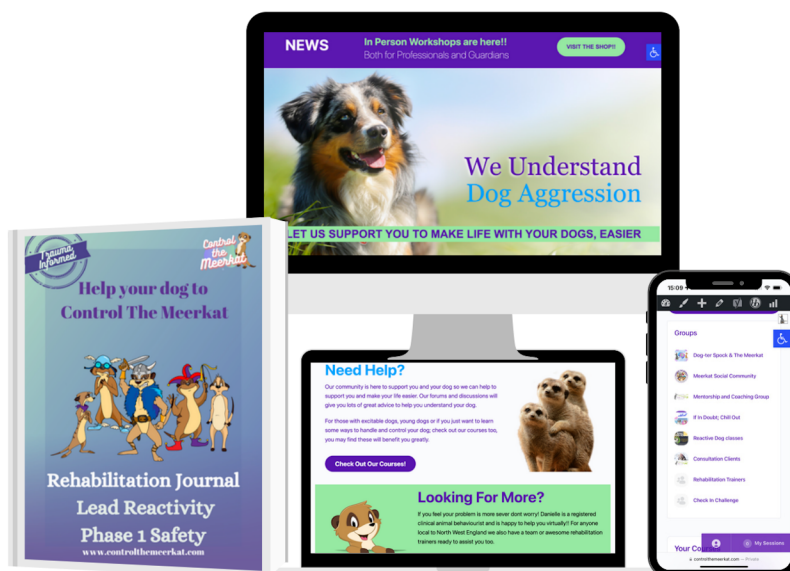 NEWS
In Person Workshops are here!!
Both for Professionals and Guardians
VISIT THE SHOP!!
We Understand
Dog Aggression
LET US SUPPORT YOU TO MAKE LIFE WITH YOUR DOGS, EASIER
Trauma
Informed
Control
the
Meerkat
Help your dog to
Control The Meerkat
Rehabilitation Journal
Lead Reactivity
Phase 1 Safety
www.controlthemeerkat.com
Need Help?
Our community is here to support you and your dog so we can help to
support you and make your life easier. Our forums and discussions will
give you lots of great advice to help you understand your dog.
For those with excitable dogs, young dogs or if you just want to learn
some ways to handle and control your dog; check out our courses too,
you may find these will benefit you greatly.
Check Out Our Courses!
Looking For More?
If you feel your problem is more sever dont worry! Danielle is a registered
clinical animal behaviourist and is happy to help you virtually!! For anyone
local to North West England we also have a team or awesome rehabilitation
trainers ready to assist you too.
15:09
Groups
Dog-tor Spock & The Meerkat
Meerkat Social Community
Mentorship and Coaching Group
If In Doubt; Chill Out
Reactive Dog classes
Consultation Clients
Rehabilitation Trainers
Check In Challenge
Your Cou
My Sessions
controlthemeerkat.com — Private